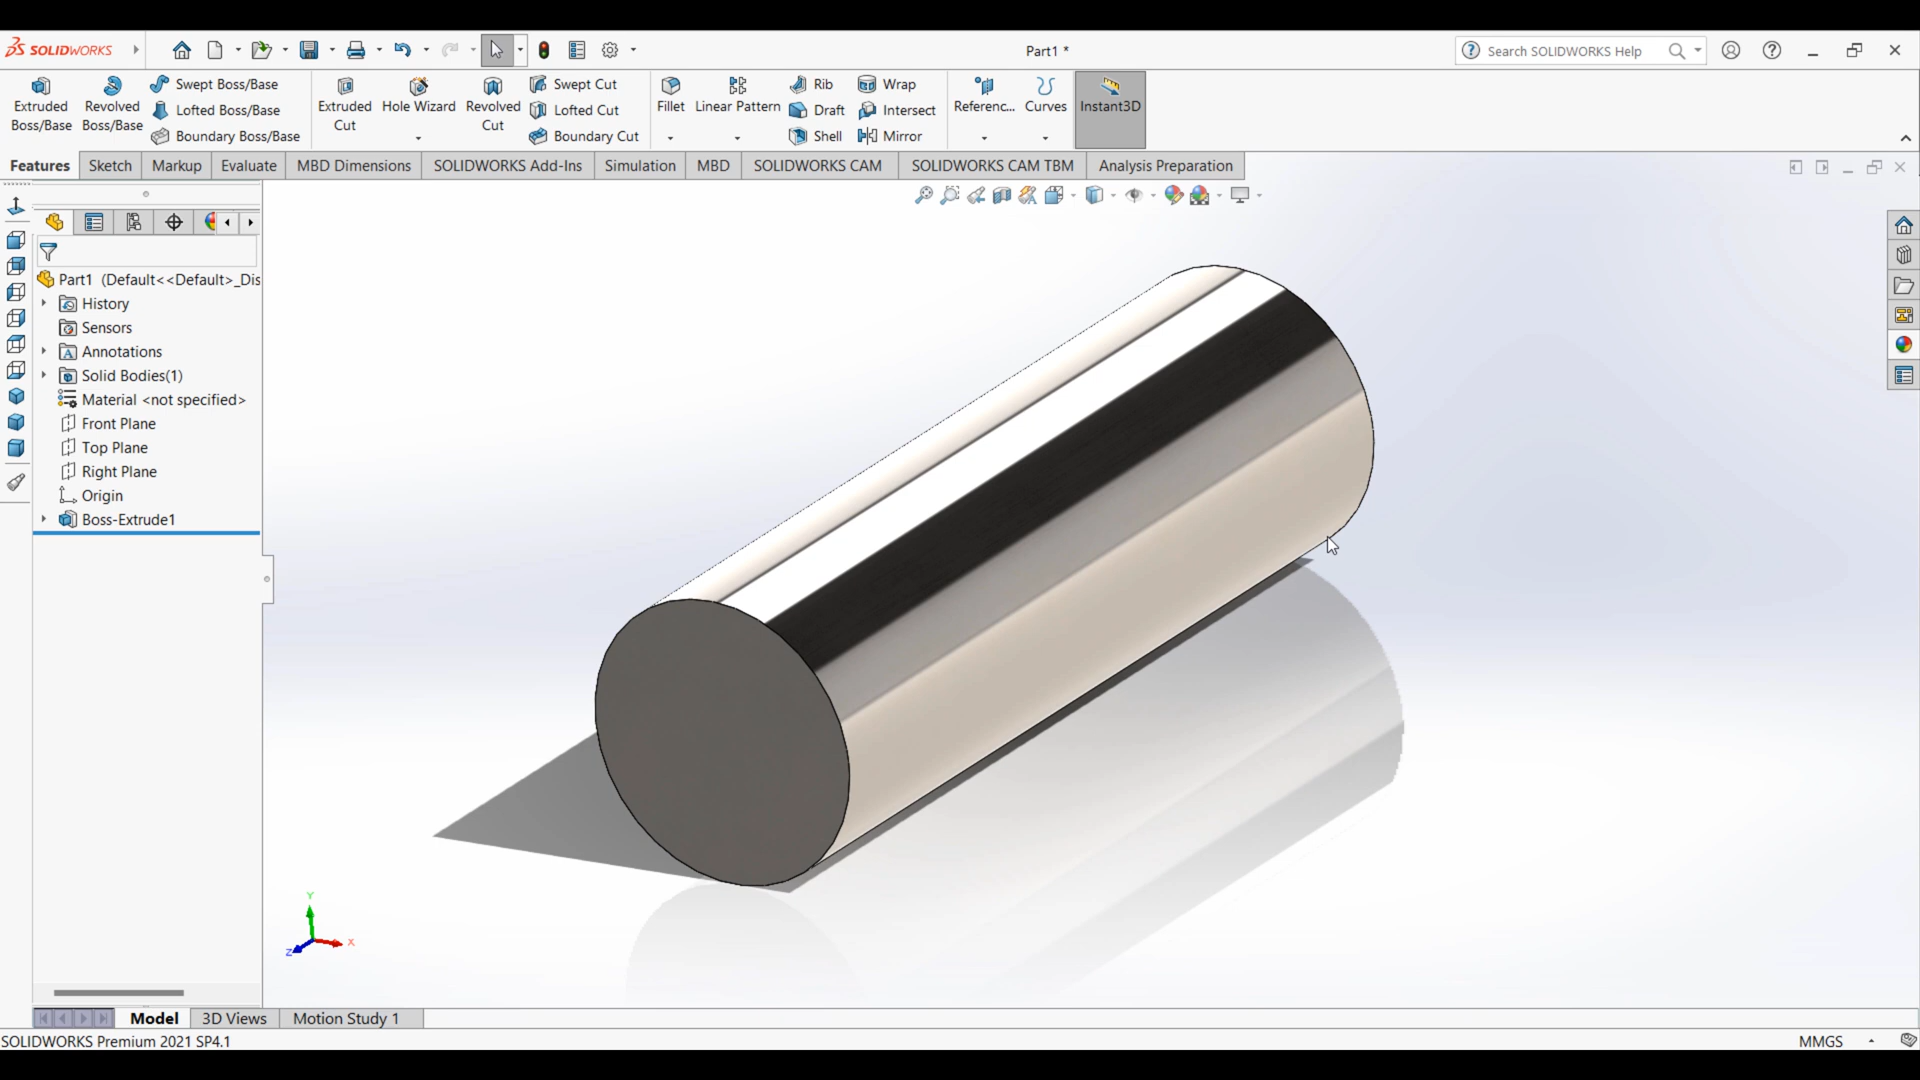 SOLIDWORKS
Part1 *
Search SOLIDWORKS Help
Extruded Boss/Base
Revolved Boss/Base
Swept Boss/Base
Lofted Boss/Base
Boundary Boss/Base
Extruded Cut
Hole Wizard
Revolved Cut
Swept Cut
Lofted Cut
Boundary Cut
Fillet
Linear Pattern
Rib
Draft
Shell
Wrap
Intersect
Mirror
Referenc...
Curves
Instant3D
Features
Sketch
Markup
Evaluate
MBD Dimensions
SOLIDWORKS Add-Ins
Simulation
MBD
SOLIDWORKS CAM
SOLIDWORKS CAM TBM
Analysis Preparation
Part1 (Default<<Default>_Dis
History
Sensors
Annotations
Solid Bodies(1)
Material <not specified>
Front Plane
Top Plane
Right Plane
Origin
Boss-Extrude1
Y
X
Z
Model
3D Views
Motion Study 1
SOLIDWORKS Premium 2021 SP4.1
MMGS